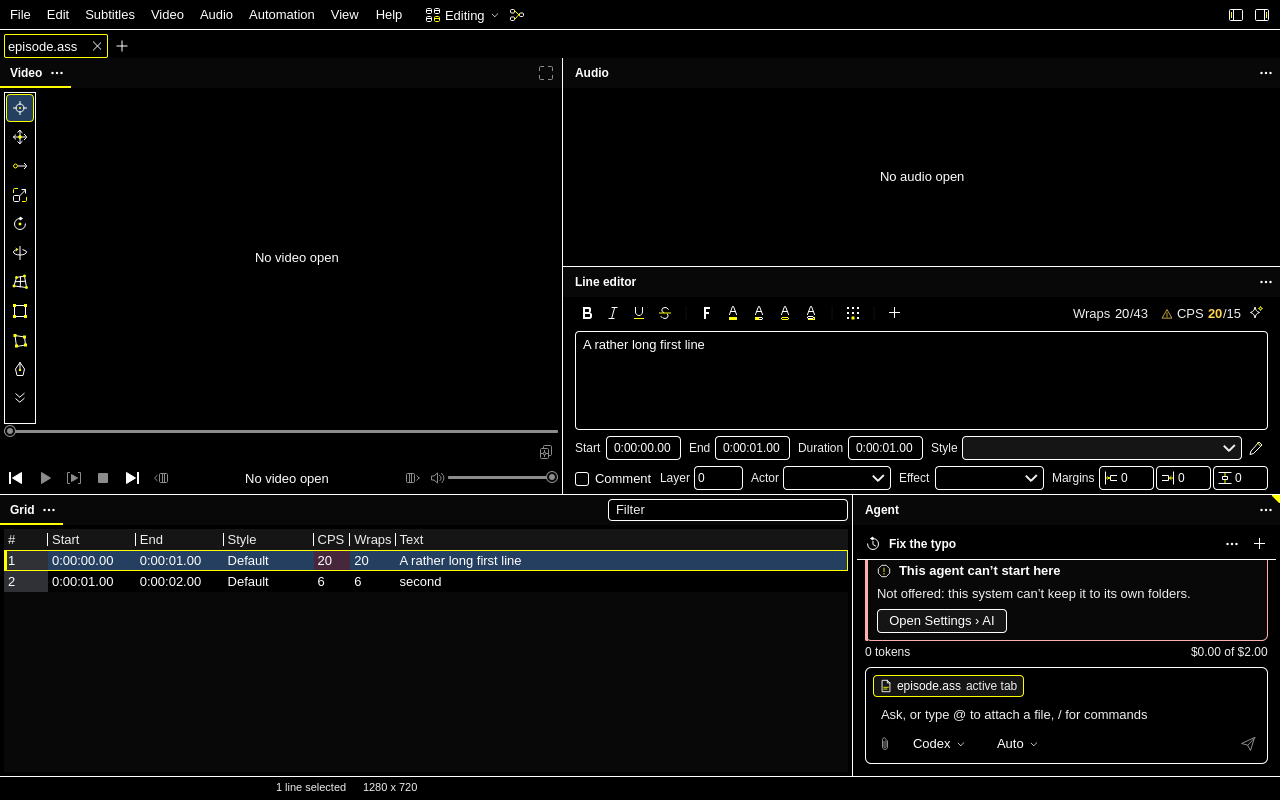 File Edit Subtitles Video Audio Automation View Help Editing
episode.ass
Video
Audio
No video open
No audio open
Line editor
B I U S F A A A A Wraps 20/43 CPS 20/15
A rather long first line
Start 0:00:00.00 End 0:00:01.00 Duration 0:00:01.00 Style
Comment Layer 0 Actor Effect Margins 0 0 0
No video open
Grid
Filter
# Start End Style CPS Wraps Text
1 0:00:00.00 0:00:01.00 Default 20 20 A rather long first line
2 0:00:01.00 0:00:02.00 Default 6 6 second
Agent
Fix the typo
This agent can’t start here
Not offered: this system can’t keep it to its own folders.
Open Settings › AI
0 tokens $0.00 of $2.00
episode.ass active tab
Ask, or type @ to attach a file, / for commands
Codex Auto
1 line selected 1280 x 720